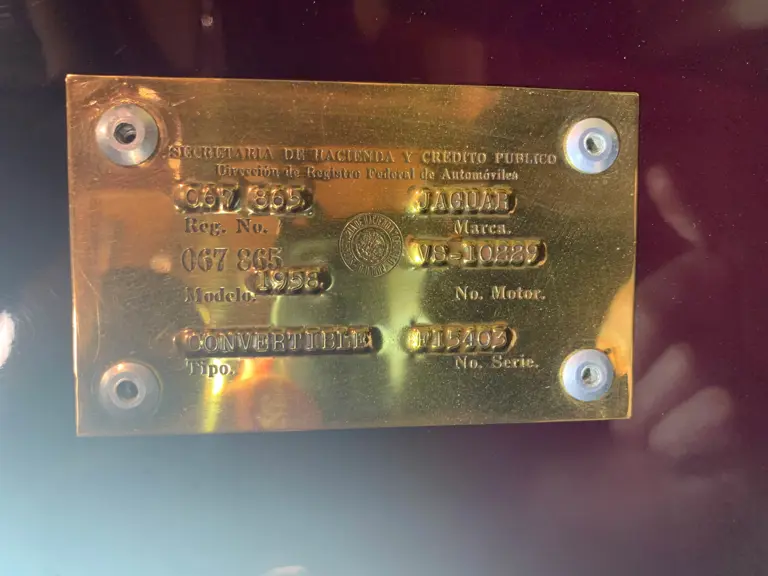 SECRETARIA DE HACIENDA Y CREDITO PUBLICO
Dirección de Registro Federal de Automóviles
067 865 JAGUAR
Reg. No. Marca.
067 865 VS-10229
1958
Modelo. No. Motor.
CONVERTIBLE F15403
Tipo. No. Serie.